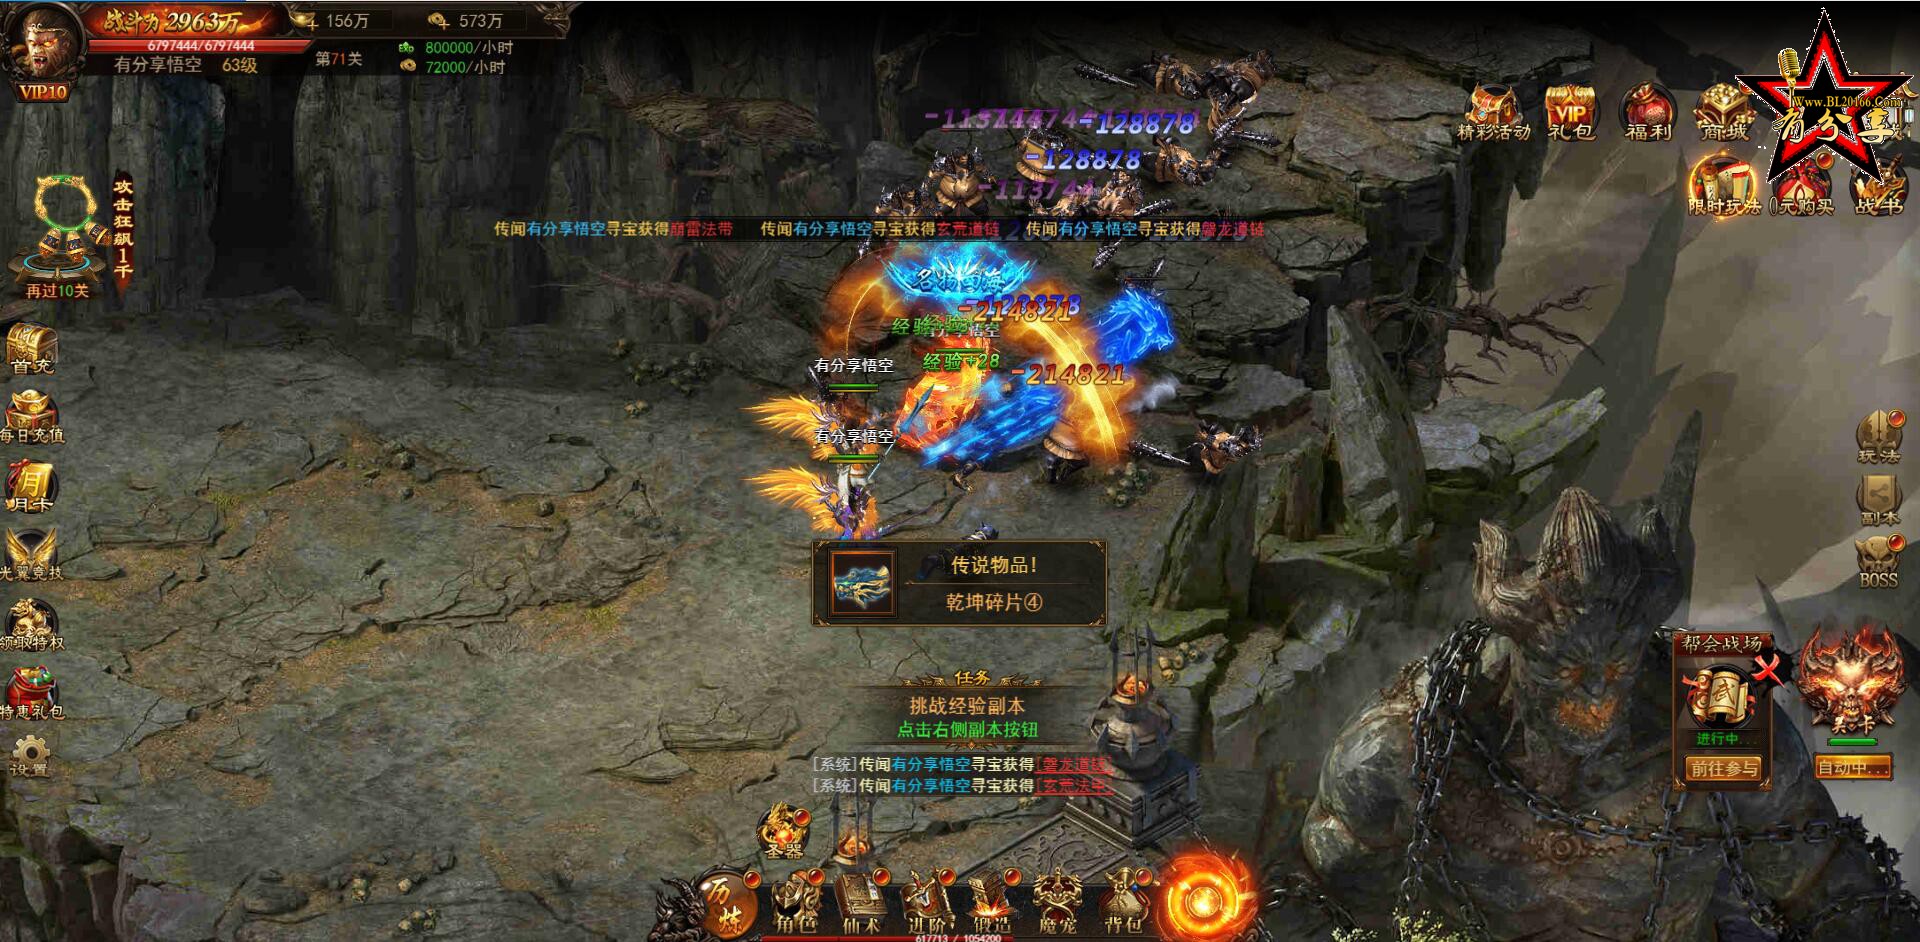 战斗力 2963万
156万
573万
6797444/6797444
有分享悟空 63级
第71关
800000/小时
72000/小时
VIP10
精彩活动
VIP
礼包
福利
商城
Www.BL20166.Com
有分享
限时玩法
0元购买
战书
攻击狂飙1千
再过10关
首充
每日充值
月
月卡
光翼竞技
领取特权
特惠礼包
设置
-128878
-128878
-113744
传闻有分享悟空寻宝获得崩雷法带
传闻有分享悟空寻宝获得玄荒道链
传闻有分享悟空寻宝获得磐龙道链
-128878
-214821
经验+28
-214821
有分享悟空
有分享悟空
传说物品!
乾坤碎片④
任务
挑战经验副本
点击右侧副本按钮
[系统]传闻有分享悟空寻宝获得[磐龙道链]
[系统]传闻有分享悟空寻宝获得[玄荒法甲]
玩法
副本
BOSS
帮会战场
武
进行中...
前往参与
关卡
自动中...
圣器
历炼
角色
仙术
进阶
锻造
魔宠
背包
617713 / 1054200